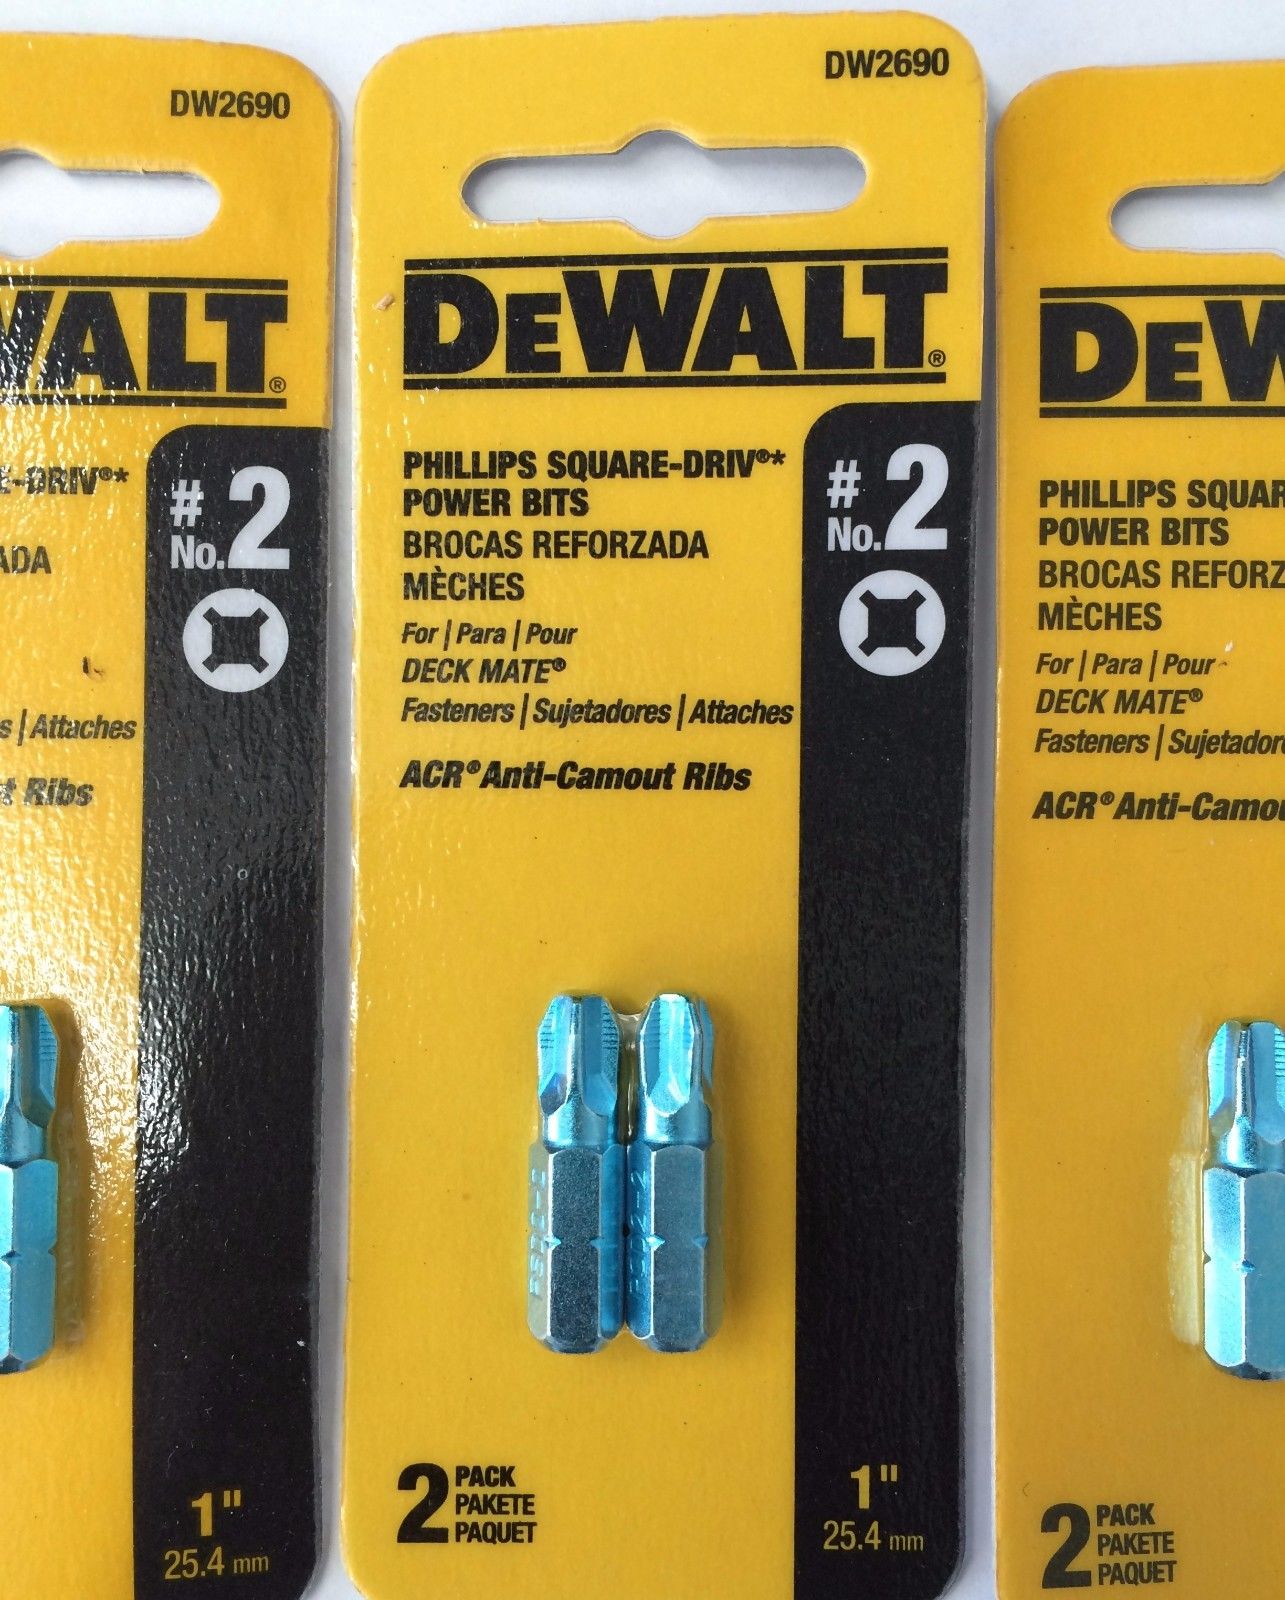 DW2690
WALT®
E-DRIV®*
ADA
s | Attaches
t Ribs
#
No. 2
1"
25.4 mm
DW2690
DEWALT®
PHILLIPS SQUARE-DRIV®*
POWER BITS
BROCAS REFORZADA
MÈCHES
For | Para | Pour
DECK MATE®
Fasteners | Sujetadores | Attaches
ACR® Anti-Camout Ribs
#
No. 2
2 PACK
PAKETE
PAQUET
1"
25.4 mm
DEW
PHILLIPS SQUAR
POWER BITS
BROCAS REFORZ
MÈCHES
For | Para | Pour
DECK MATE®
Fasteners | Sujetador
ACR® Anti-Camou
2 PACK
PAKETE
PAQUET